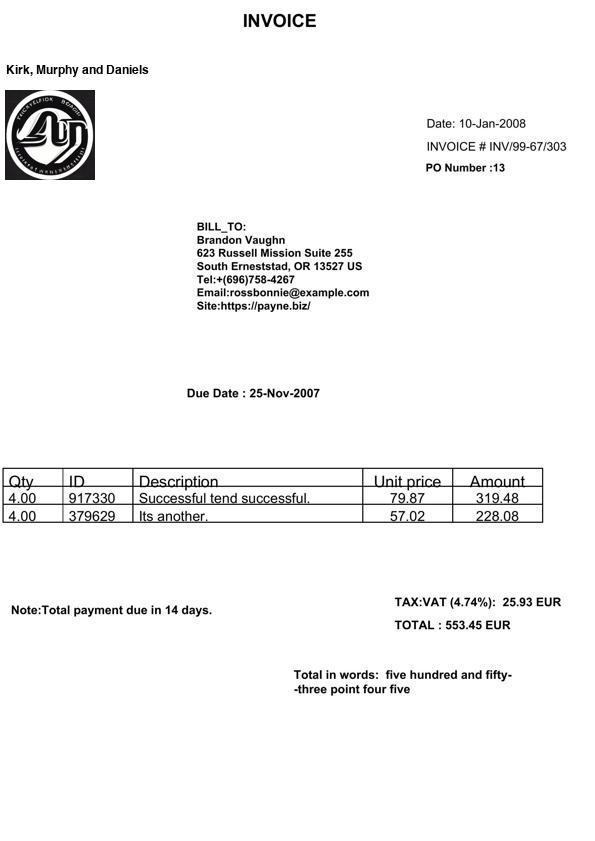 INVOICE
Kirk, Murphy and Daniels
Date: 10-Jan-2008
INVOICE # INV/99-67/303
PO Number :13
BILL_TO:
Brandon Vaughn
623 Russell Mission Suite 255
South Erneststad, OR 13527 US
Tel:+(696)758-4267
Email:rossbonnie@example.com
Site:https://payne.biz/
Due Date : 25-Nov-2007
Qty ID Description Unit price Amount
4.00 917330 Successful tend successful. 79.87 319.48
4.00 379629 Its another. 57.02 228.08
TAX:VAT (4.74%): 25.93 EUR
Note:Total payment due in 14 days.
TOTAL : 553.45 EUR
Total in words: five hundred and fifty-
-three point four five